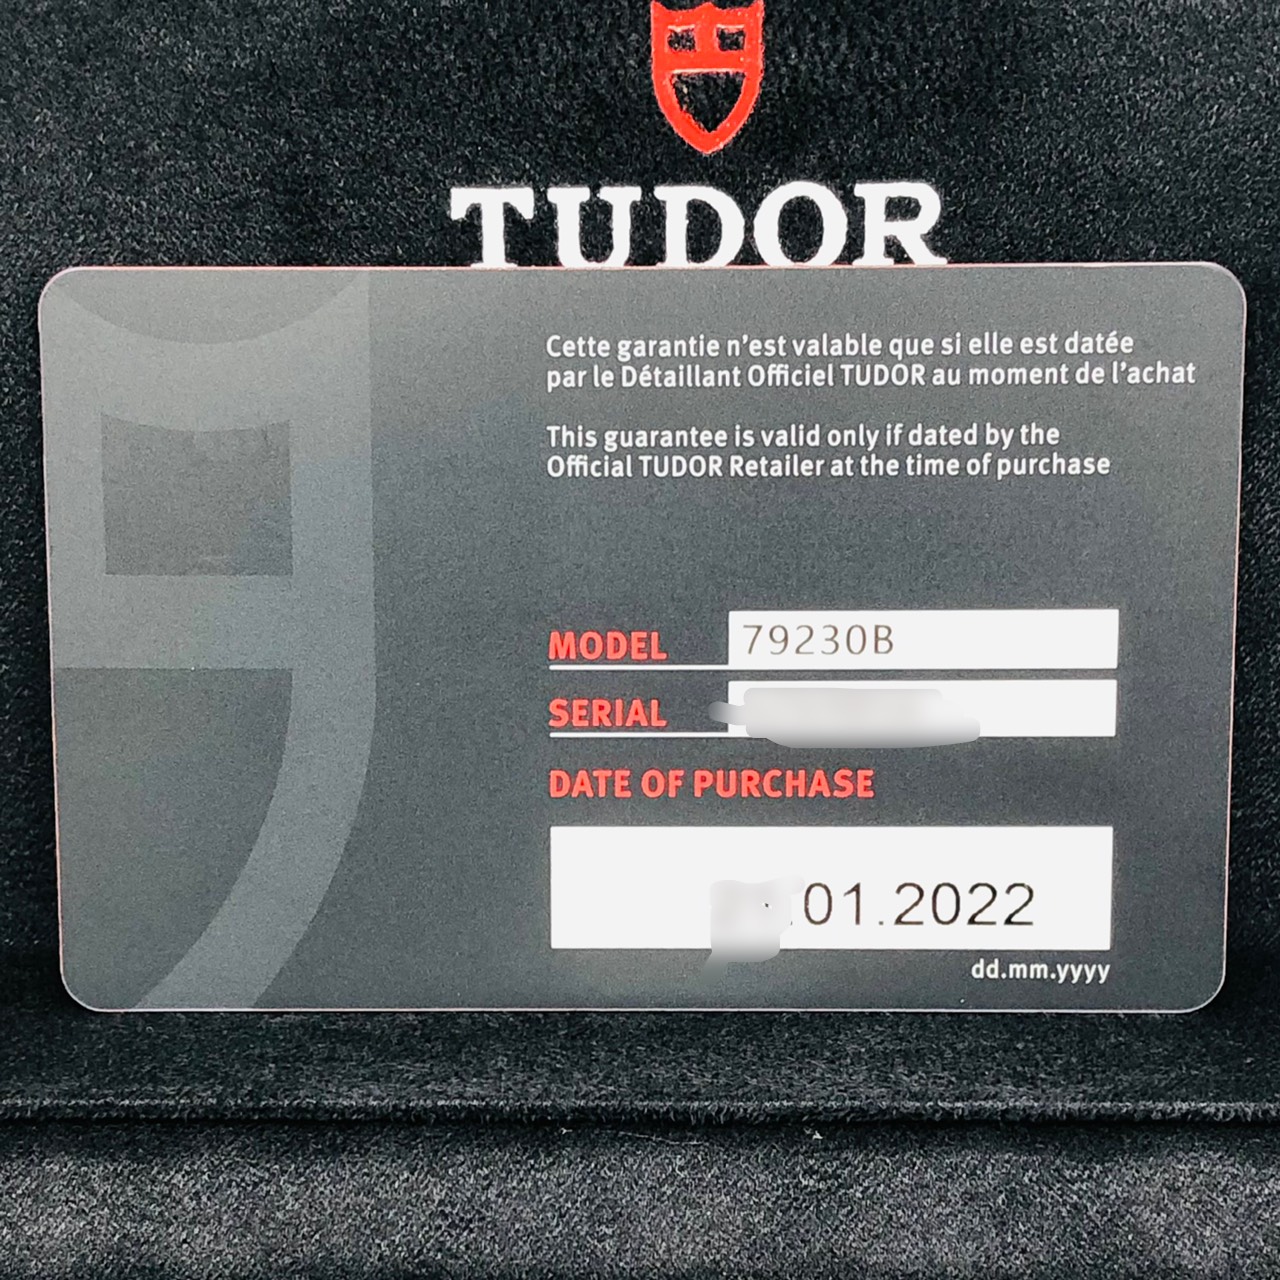 TUDOR
Cette garantie n'est valable que si elle est datée
par le Détaillant Officiel TUDOR au moment de l'achat
This guarantee is valid only if dated by the
Official TUDOR Retailer at the time of purchase
MODEL 79230B
SERIAL
DATE OF PURCHASE
.01.2022
dd.mm.yyyy